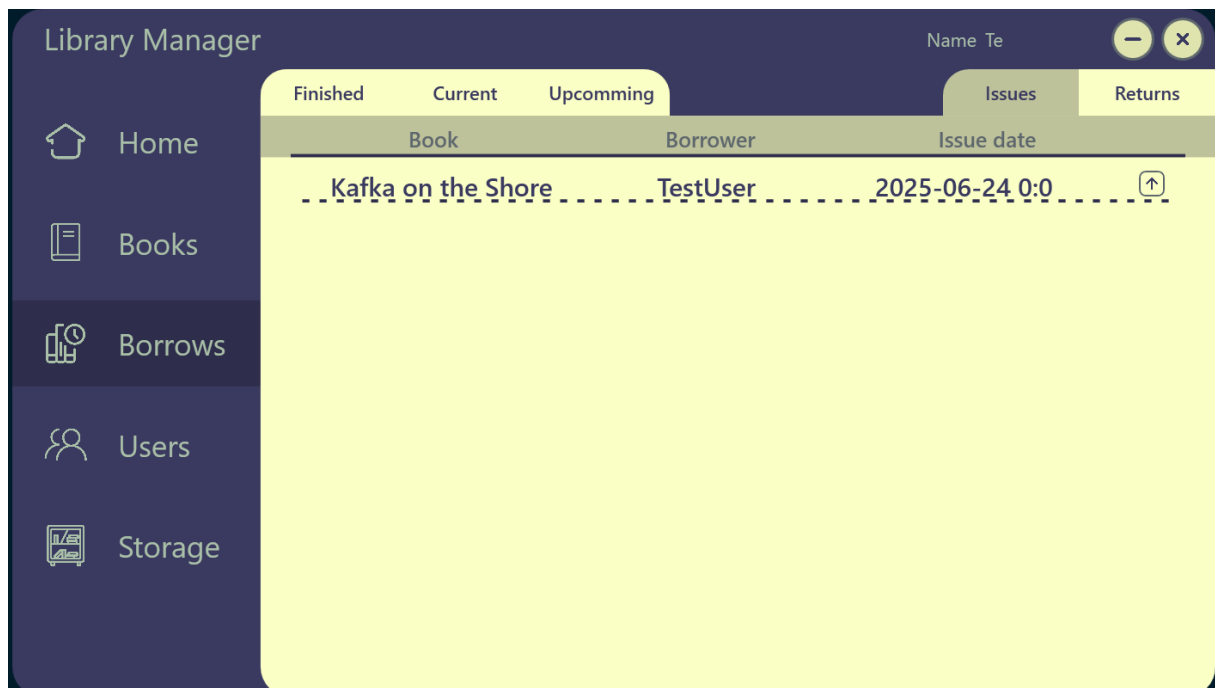 Library Manager Name Te
Finished Current Upcomming Issues Returns
Book Borrower Issue date
Kafka on the Shore TestUser 2025-06-24 0:0
Home
Books
Borrows
Users
Storage